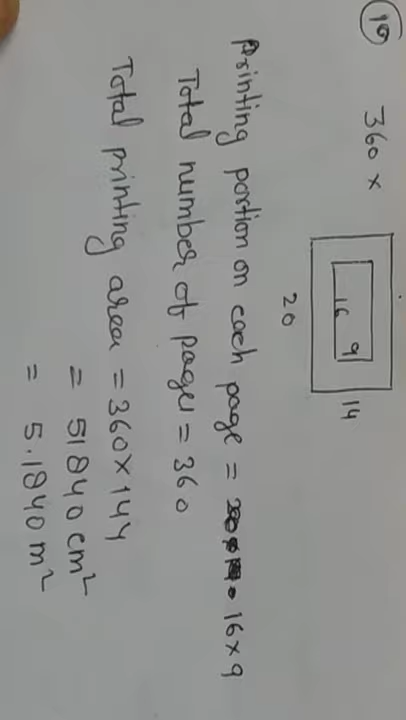 19
360 ×
16
9
20
14
Printing portion on each page = 16×9
Total number of pages = 360
Total printing area = 360×144
= 51840 cm²
= 5.1840 m²